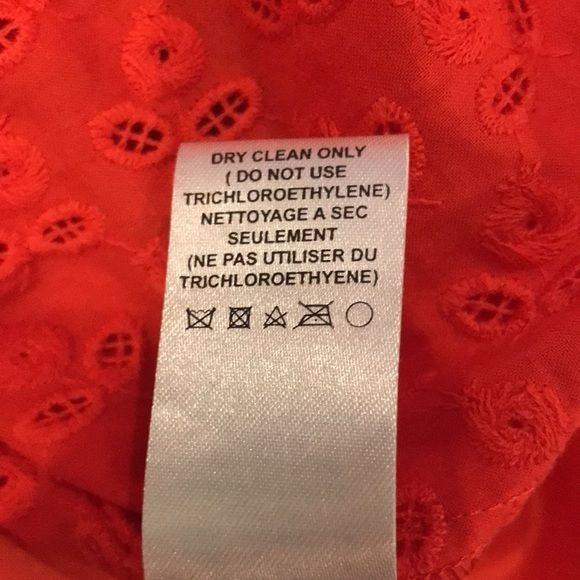 DRY CLEAN ONLY
( DO NOT USE
TRICHLOROETHYLENE)
NETTOYAGE A SEC
SEULEMENT
(NE PAS UTILISER DU
TRICHLOROETHYENE)